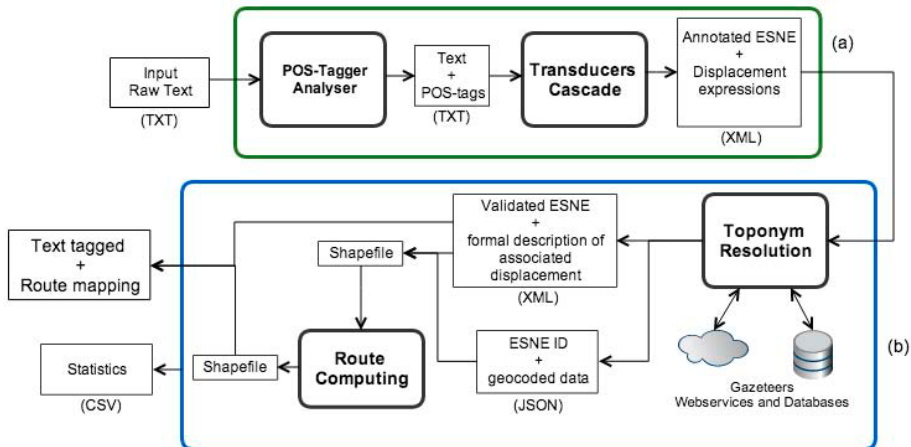 Input
Raw Text
(TXT)
POS-Tagger
Analyser
Text
+
POS-tags
(TXT)
Transducers
Cascade
Annotated ESNE
+
Displacement
expressions
(XML)
(a)
Text tagged
+
Route mapping
Shapefile
Validated ESNE
+
formal description of
associated
displacement
(XML)
Toponym
Resolution
Statistics
(CSV)
Shapefile
Route
Computing
ESNE ID
+
geocoded data
(JSON)
Gazeteers
Webservices and Databases
(b)